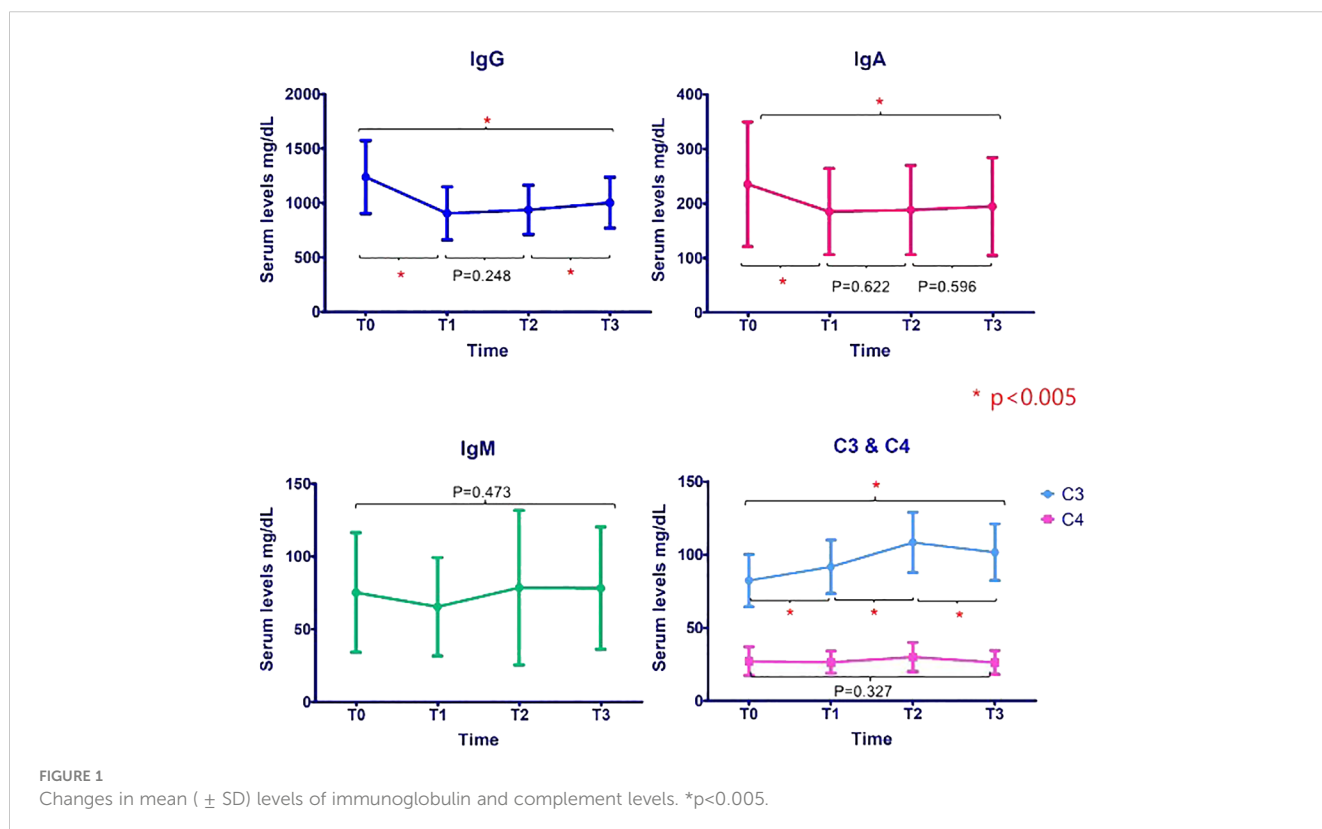 IgG
Serum levels mg/dL
2000
1500
1000
500
0
*
*
P=0.248
*
T0 T1 T2 T3
Time
IgA
Serum levels mg/dL
400
300
200
100
0
*
*
P=0.622
P=0.596
T0 T1 T2 T3
Time
* p<0.005
IgM
Serum levels mg/dL
150
100
50
0
P=0.473
T0 T1 T2 T3
Time
C3 & C4
Serum levels mg/dL
150
100
50
0
*
* * *
P=0.327
T0 T1 T2 T3
Time
C3
C4
FIGURE 1
Changes in mean ( ± SD) levels of immunoglobulin and complement levels. *p<0.005.